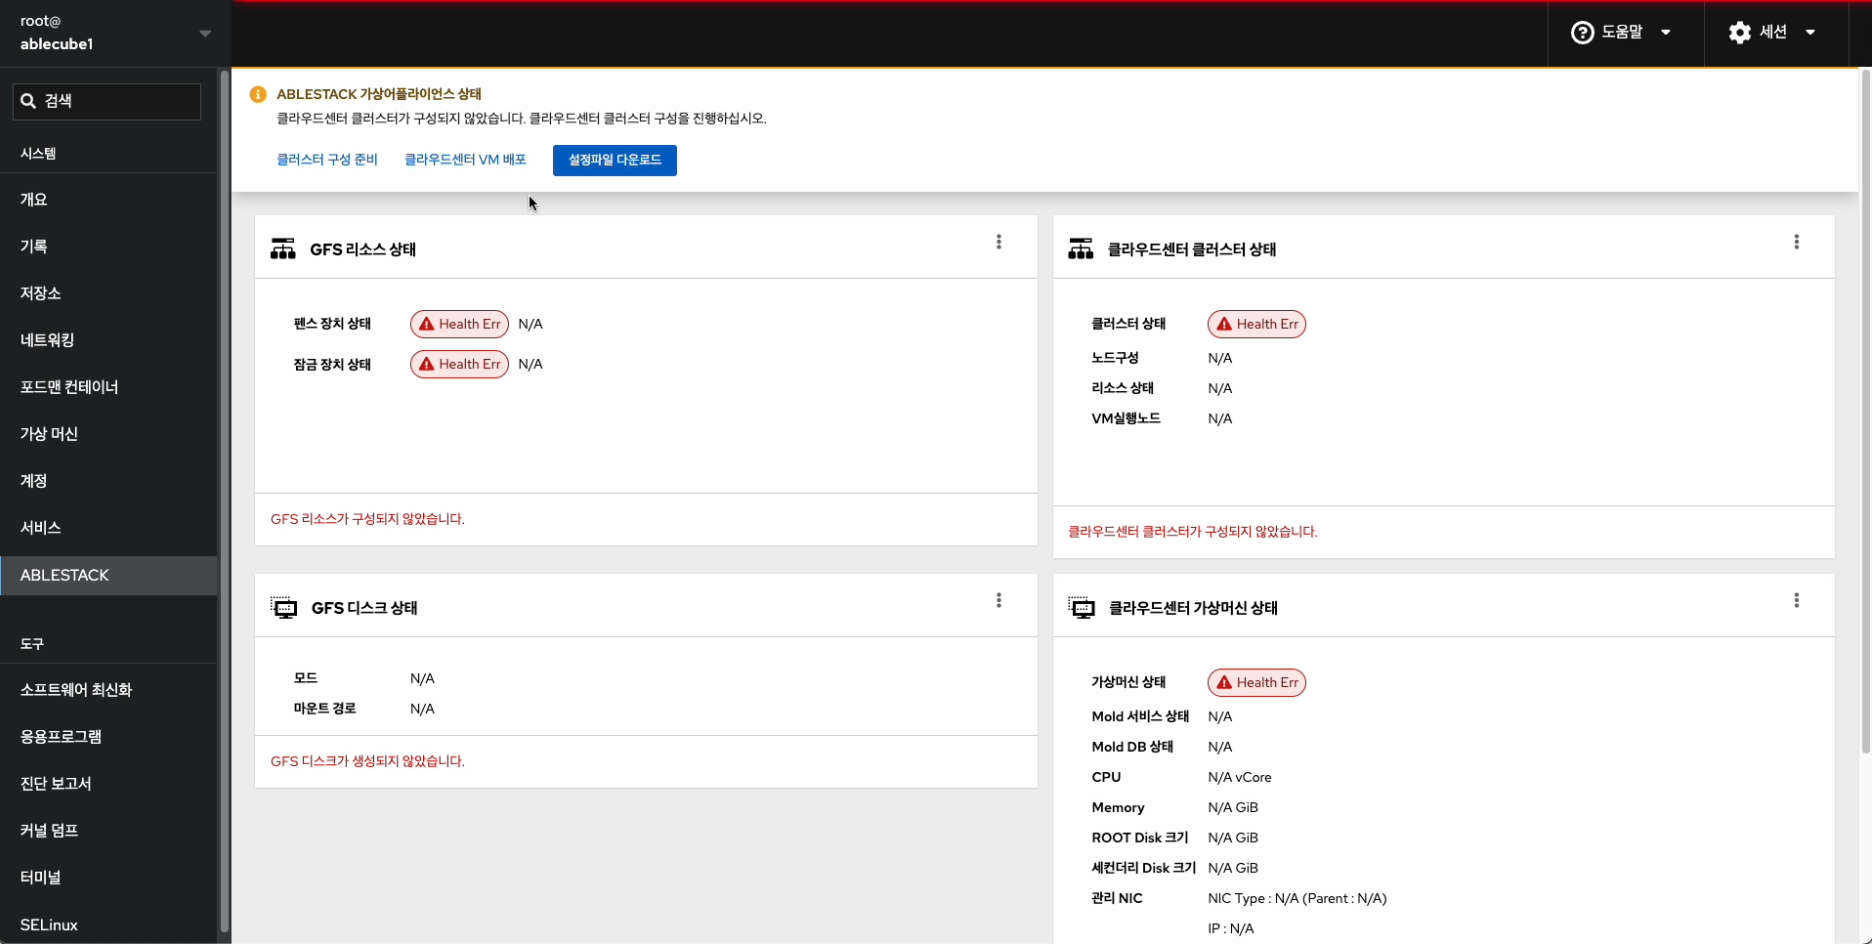 root@
ablecube1
도움말
세션
검색
시스템
개요
기록
저장소
네트워킹
포드맨 컨테이너
가상 머신
계정
서비스
ABLESTACK
도구
소프트웨어 최신화
응용프로그램
진단 보고서
커널 덤프
터미널
SELinux
ABLESTACK 가상어플라이언스 상태
클라우드센터 클러스터가 구성되지 않았습니다. 클라우드센터 클러스터 구성을 진행하십시오.
클러스터 구성 준비 클라우드센터 VM 배포 설정파일 다운로드
GFS 리소스 상태
펜스 장치 상태 Health Err N/A
잠금 장치 상태 Health Err N/A
GFS 리소스가 구성되지 않았습니다.
클라우드센터 클러스터 상태
클러스터 상태 Health Err
노드구성 N/A
리소스 상태 N/A
VM실행노드 N/A
클라우드센터 클러스터가 구성되지 않았습니다.
GFS 디스크 상태
모드 N/A
마운트 경로 N/A
GFS 디스크가 생성되지 않았습니다.
클라우드센터 가상머신 상태
가상머신 상태 Health Err
Mold 서비스 상태 N/A
Mold DB 상태 N/A
CPU N/A vCore
Memory N/A GiB
ROOT Disk 크기 N/A GiB
세컨더리 Disk 크기 N/A GiB
관리 NIC NIC Type : N/A (Parent : N/A)
IP : N/A